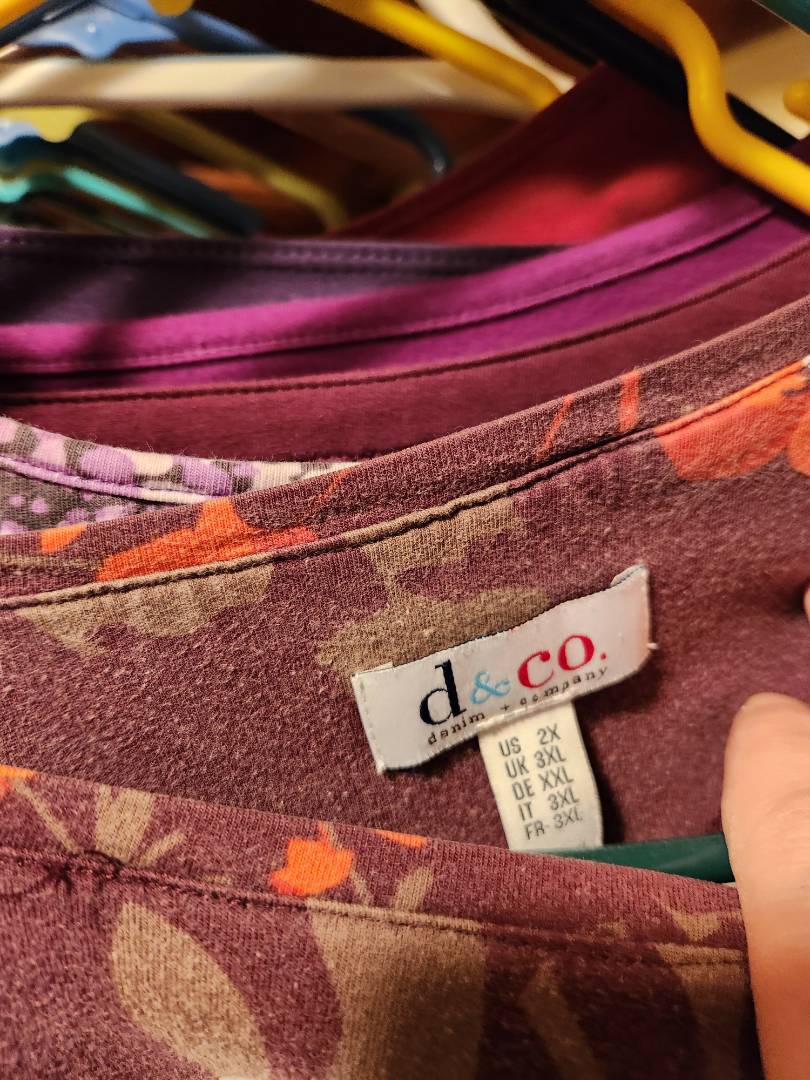 d&co.
denim + company
US 2X
UK 3XL
DE XXL
IT 3XL
FR 3XL